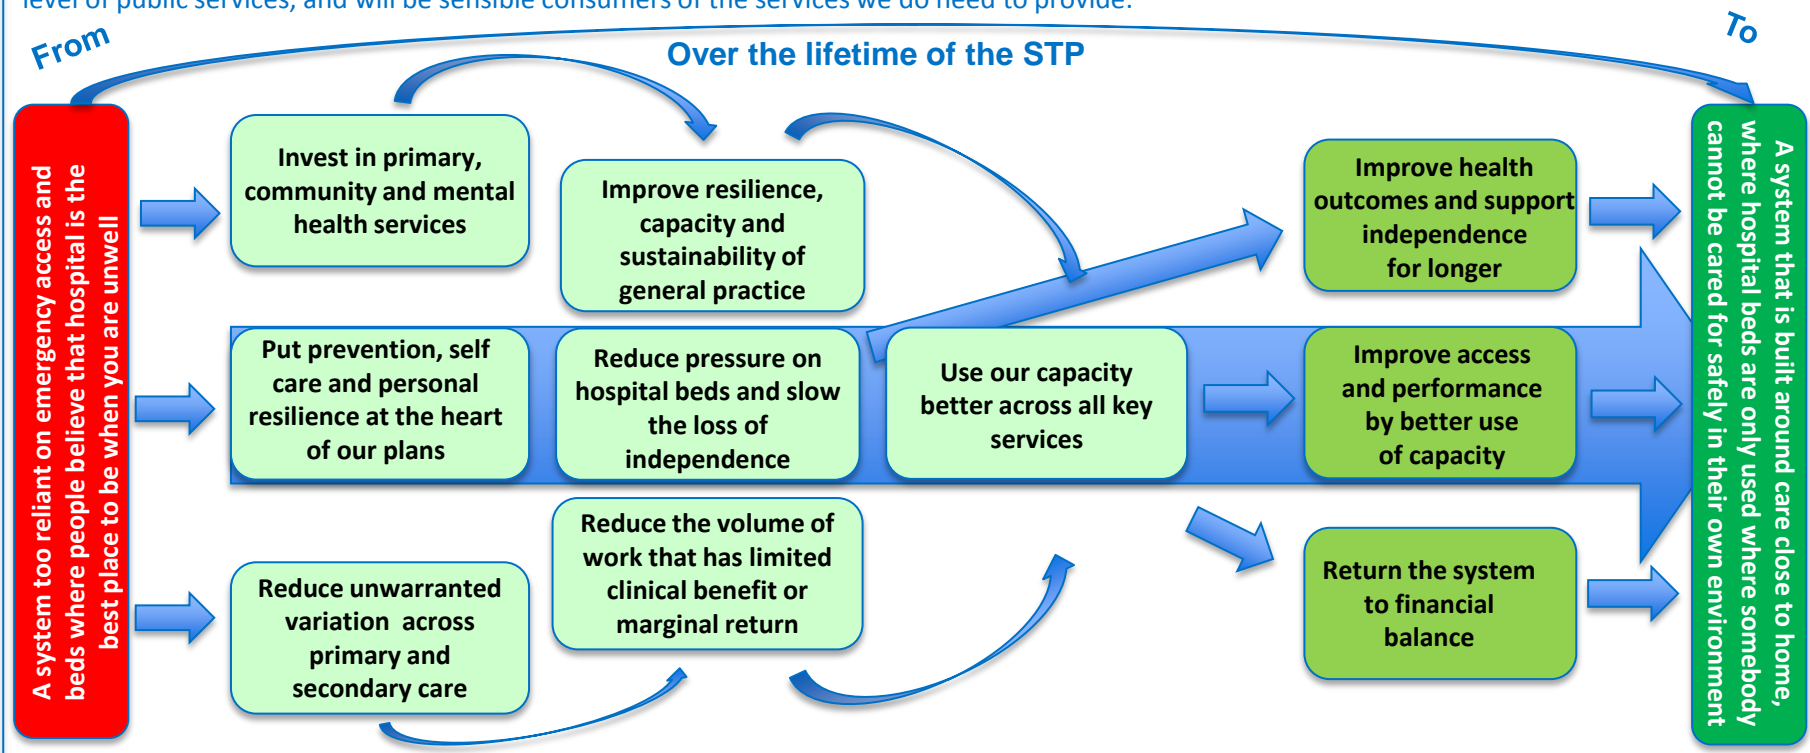 level of public services, and will be sensible consumers of the services we do need to provide.
From
Over the lifetime of the STP
To
A system too reliant on emergency access and
beds where people believe that hospital is the
best place to be when you are unwell
Invest in primary,
community and mental
health services
Put prevention, self
care and personal
resilience at the heart
of our plans
Reduce unwarranted
variation across
primary and
secondary care
Improve resilience,
capacity and
sustainability of
general practice
Reduce pressure on
hospital beds and slow
the loss of
independence
Reduce the volume of
work that has limited
clinical benefit or
marginal return
Use our capacity
better across all key
services
Improve health
outcomes and support
independence
for longer
Improve access
and performance
by better use
of capacity
Return the system
to financial
balance
A system that is built around care close to home,
where hospital beds are only used where somebody
cannot be cared for safely in their own environment